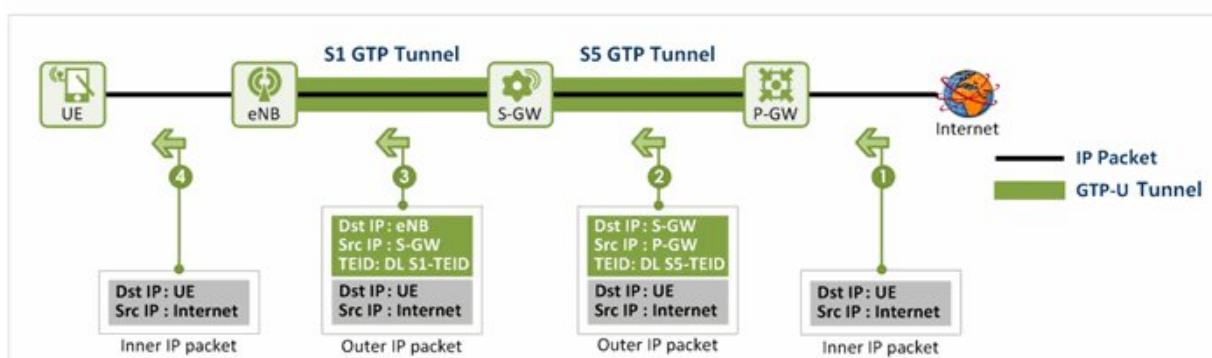 S1 GTP Tunnel
S5 GTP Tunnel
UE
eNB
S-GW
P-GW
Internet
IP Packet
GTP-U Tunnel
4
3
2
1
Dst IP : UE
Src IP : Internet
Inner IP packet
Dst IP : eNB
Src IP : S-GW
TEID: DL S1-TEID
Dst IP : UE
Src IP : Internet
Outer IP packet
Dst IP : S-GW
Src IP : P-GW
TEID: DL S5-TEID
Dst IP : UE
Src IP : Internet
Outer IP packet
Dst IP : UE
Src IP : Internet
Inner IP packet